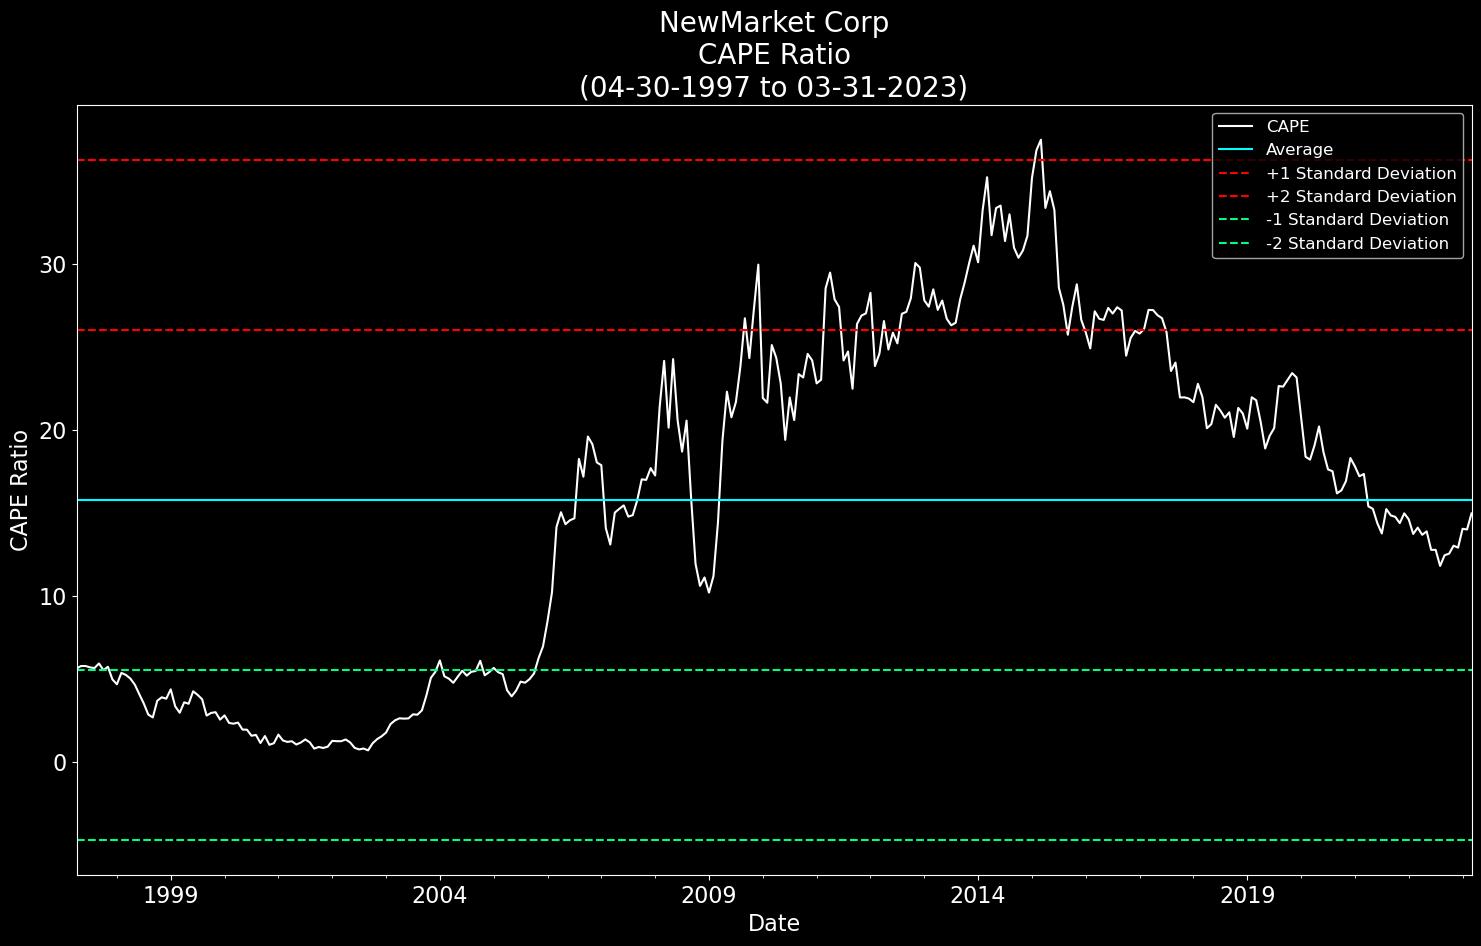 NewMarket Corp
CAPE Ratio
(04-30-1997 to 03-31-2023)
CAPE
Average
+1 Standard Deviation
+2 Standard Deviation
-1 Standard Deviation
-2 Standard Deviation
CAPE Ratio
30
20
10
0
1999 2004 2009 2014 2019
Date